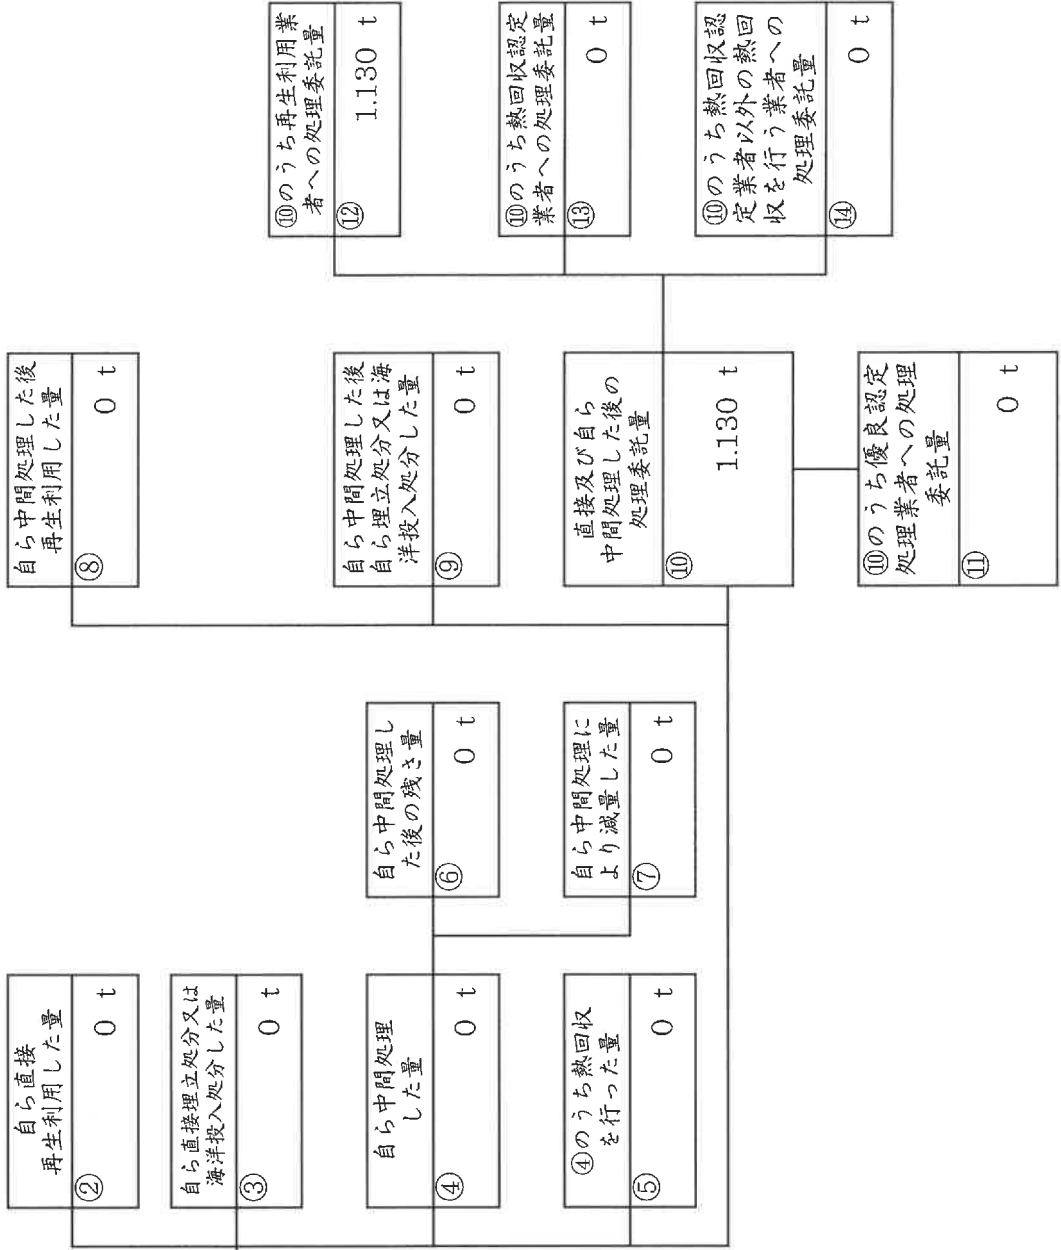 自ら直接
再生利用した量
②
0 t
自ら直接埋立処分又は
海洋投入処分した量
③
0 t
自ら中間処理
した量
④
0 t
④のうち熱回収
を行った量
⑤
0 t
自ら中間処理し
た後の残さ量
⑥
0 t
自ら中間処理に
より減量した量
⑦
0 t
自ら中間処理した後
再生利用した量
⑧
0 t
自ら中間処理した後
自ら埋立処分又は海
洋投入処分した量
⑨
0 t
直接及び自ら
中間処理した後の
処理委託量
⑩
1.130 t
⑩のうち優良認定
処理業者への処理
委託量
⑪
0 t
⑩のうち再生利用業
者への処理委託量
⑫
1.130 t
⑩のうち熱回収認定
業者への処理委託量
⑬
0 t
⑩のうち熱回収認
定業者以外の熱回
収を行う業者への
処理委託量
⑭
0 t